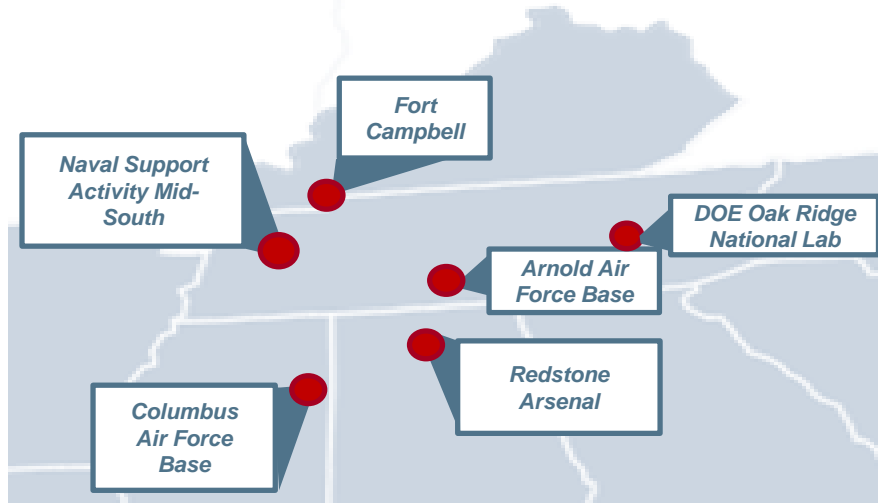 Fort
Campbell
Naval Support
Activity Mid-
South
DOE Oak Ridge
National Lab
Arnold Air
Force Base
Redstone
Arsenal
Columbus
Air Force
Base